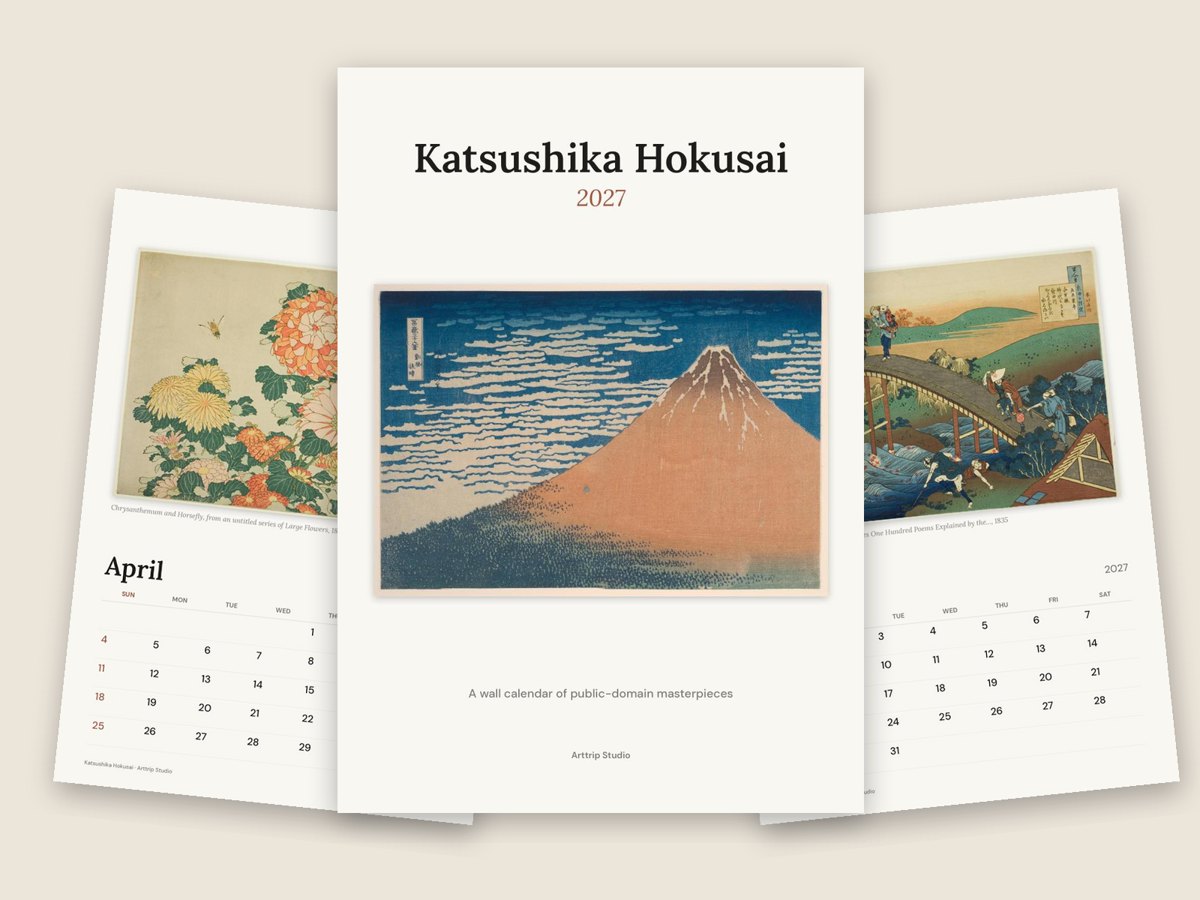 Katsushika Hokusai
2027
A wall calendar of public-domain masterpieces
Arttrip Studio
Chrysanthemum and Horsefly, from an untitled series of Large Flowers, 18
April
SUN MON TUE WED TH
1
4 5 6 7 8
11 12 13 14 15
18 19 20 21 22
25 26 27 28 29
Katsushika Hokusai · Arttrip Studio
One Hundred Poems Explained by the..., 1835
2027
TUE WED THU FRI SAT
3 4 5 6 7
10 11 12 13 14
17 18 19 20 21
24 25 26 27 28
31